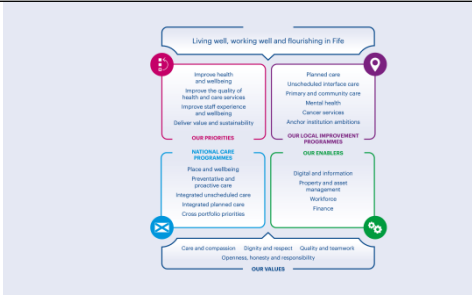 Living well, working well and flourishing in Fife
Improve health
and wellbeing
Improve the quality of
health and care services
Improve staff experience
and wellbeing
Deliver value and sustainability
OUR PRIORITIES
Planned care
Unscheduled interface care
Primary and community care
Mental health
Cancer services
Anchor institution ambitions
OUR LOCAL IMPROVEMENT
PROGRAMMES
NATIONAL CARE
PROGRAMMES
Place and wellbeing
Preventative and
proactive care
Integrated unscheduled care
Integrated planned care
Cross portfolio priorities
OUR ENABLERS
Digital and information
Property and asset
management
Workforce
Finance
Care and compassion Dignity and respect Quality and teamwork
Openness, honesty and responsibility
OUR VALUES